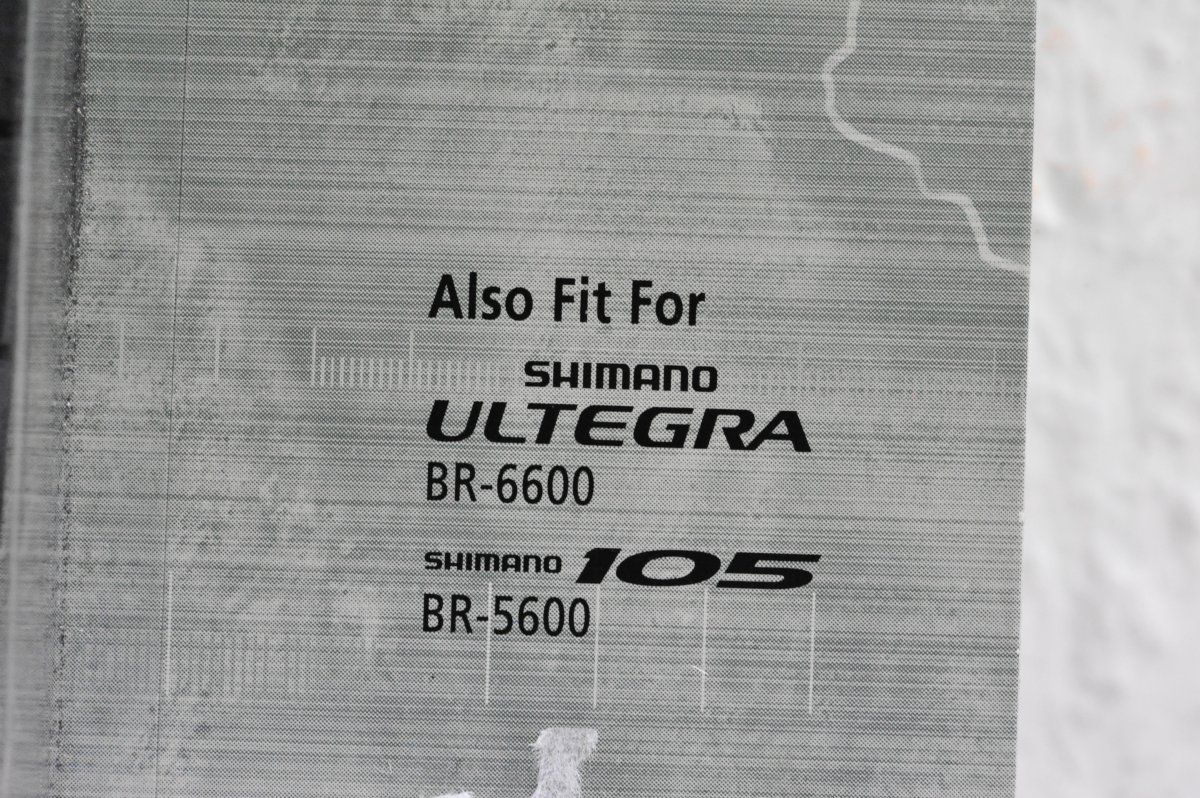 Also Fit For
SHIMANO
ULTEGRA
BR-6600
SHIMANO 105
BR-5600